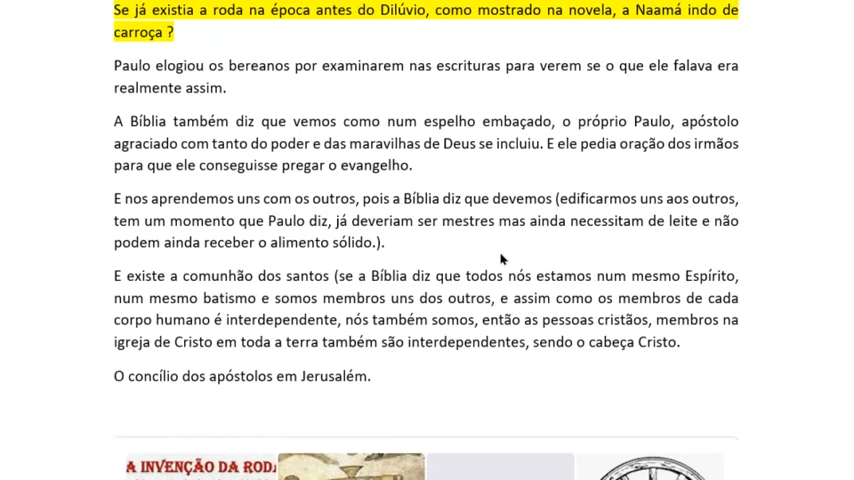 Se já existia a roda na época antes do Dilúvio, como mostrado na novela, a Naamá indo de
carroça ?
Paulo elogiou os bereanos por examinarem nas escrituras para verem se o que ele falava era
realmente assim.
A Bíblia também diz que vemos como num espelho embaçado, o próprio Paulo, apóstolo
agraciado com tanto do poder e das maravilhas de Deus se incluiu. E ele pedia oração dos irmãos
para que ele conseguisse pregar o evangelho.
E nos aprendemos uns com os outros, pois a Bíblia diz que devemos (edificarmos uns aos outros,
tem um momento que Paulo diz, já deveriam ser mestres mas ainda necessitam de leite e não
podem ainda receber o alimento sólido.).
E existe a comunhão dos santos (se a Bíblia diz que todos nós estamos num mesmo Espírito,
num mesmo batismo e somos membros uns dos outros, e assim como os membros de cada
corpo humano é interdependente, nós também somos, então as pessoas cristãos, membros na
igreja de Cristo em toda a terra também são interdependentes, sendo o cabeça Cristo.
O concílio dos apóstolos em Jerusalém.
A INVENÇÃO DA RODA